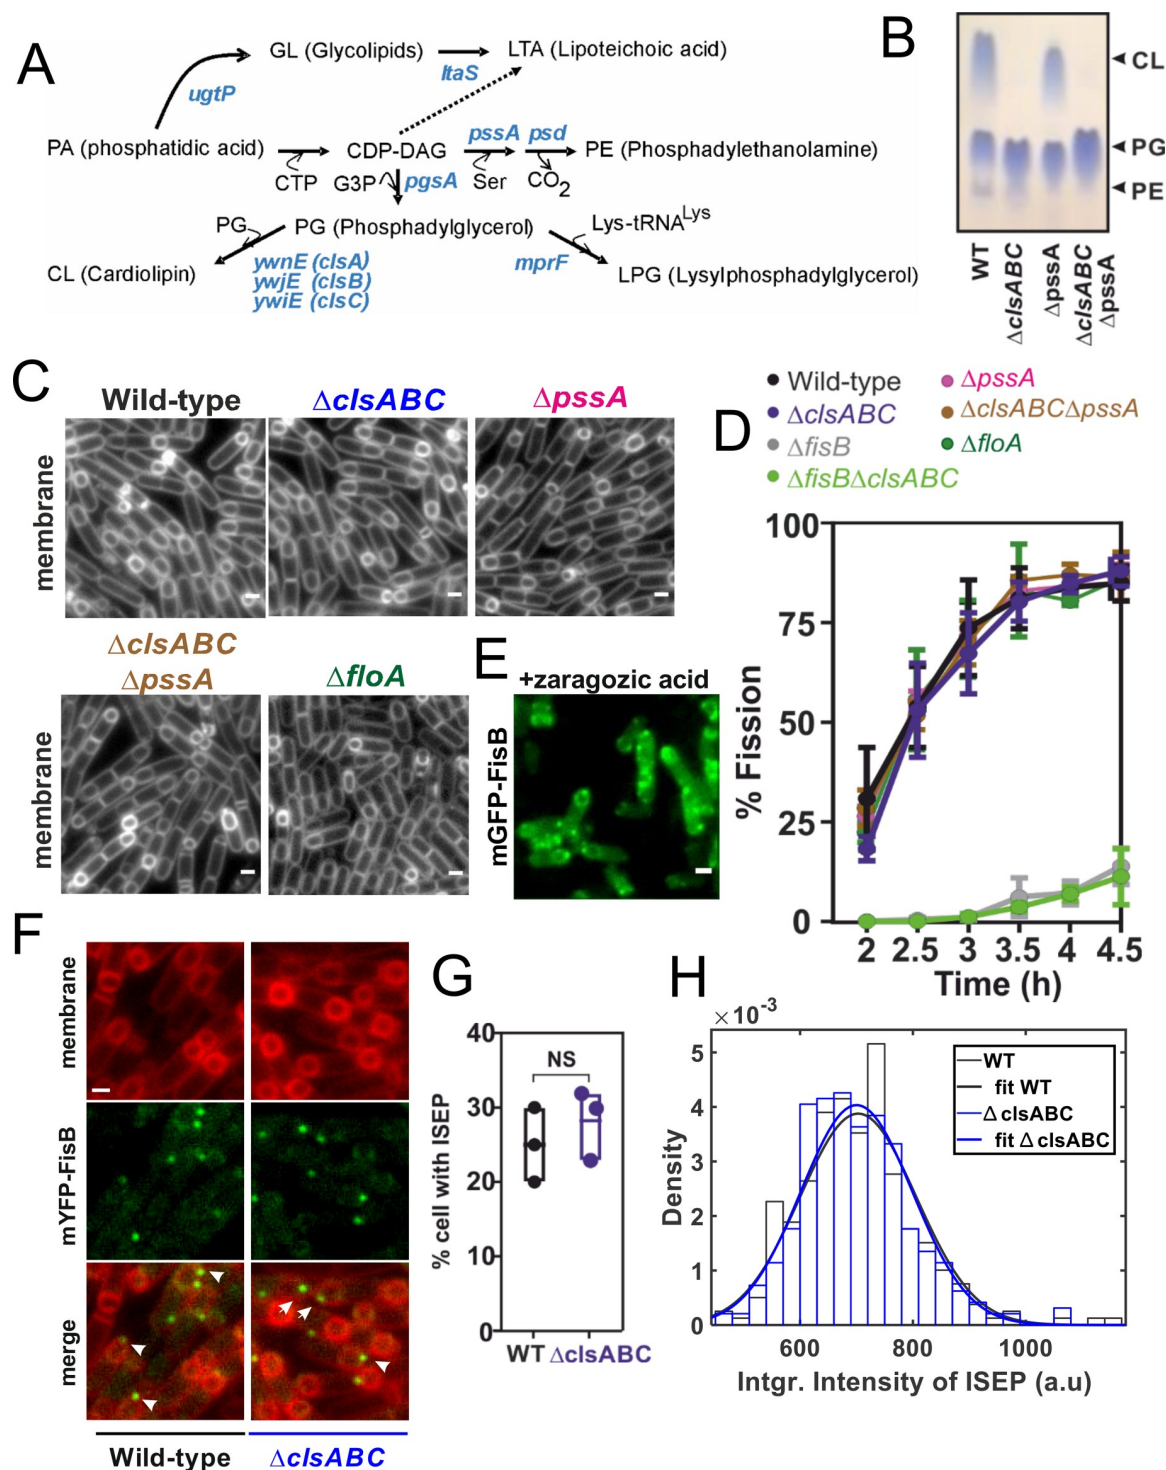 A
GL (Glycolipids)
LTA (Lipoteichoic acid)
ltaS
ugtP
PA (phosphatidic acid)
CDP-DAG
pssA psd
PE (Phosphadylethanolamine)
CTP
G3P
pgsA
Ser
CO2
PG
PG (Phosphadylglycerol)
Lys-tRNALys
CL (Cardiolipin)
ywnE (clsA)
ywjE (clsB)
ywiE (clsC)
mprF
LPG (Lysylphosphadylglycerol)
B
CL
PG
PE
WT
ΔclsABC
ΔpssA
ΔclsABC
ΔpssA
C
Wild-type
ΔclsABC
ΔpssA
membrane
ΔclsABC
ΔpssA
ΔfloA
membrane
D
Wild-type
ΔpssA
ΔclsABC
ΔclsABCΔpssA
ΔfisB
ΔfloA
ΔfisBΔclsABC
100
75
50
25
0
% Fission
2 2.5 3 3.5 4 4.5
Time (h)
E
+zaragozic acid
mGFP-FisB
F
membrane
mYFP-FisB
merge
Wild-type
ΔclsABC
G
40
30
20
10
0
% cell with ISEP
NS
WT ΔclsABC
H
×10-3
5
4
3
2
1
0
Density
WT
fit WT
Δ clsABC
fit Δ clsABC
600 800 1000
Intgr. Intensity of ISEP (a.u)